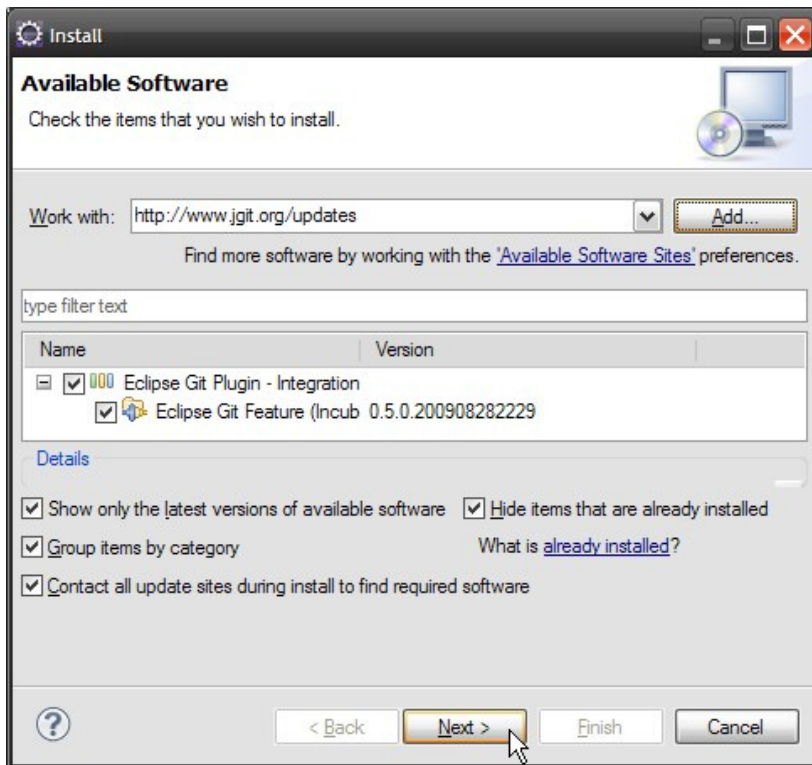 Install
Available Software
Check the items that you wish to install.
Work with: http://www.jgit.org/updates Add...
Find more software by working with the 'Available Software Sites' preferences.
type filter text
Name Version
Eclipse Git Plugin - Integration
Eclipse Git Feature (Incub 0.5.0.200908282229
Details
Show only the latest versions of available software Hide items that are already installed
Group items by category What is already installed?
Contact all update sites during install to find required software
? < Back Next > Finish Cancel